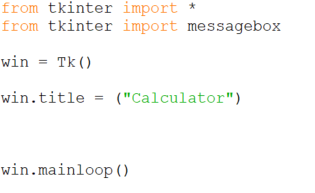 from tkinter import *
from tkinter import messagebox
win = Tk()
win.title = ("Calculator")
win.mainloop()